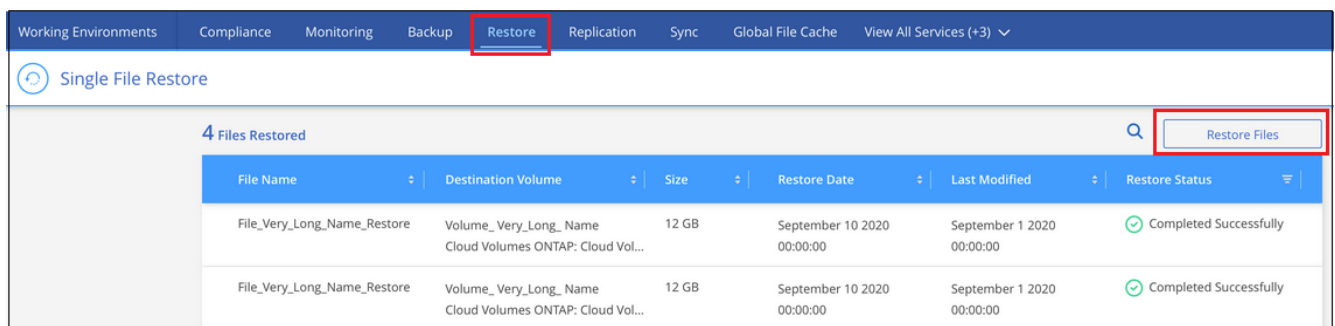 Working Environments Compliance Monitoring Backup Restore Replication Sync Global File Cache View All Services (+3)
Single File Restore
4 Files Restored Restore Files
File Name Destination Volume Size Restore Date Last Modified Restore Status
File_Very_Long_Name_Restore Volume_ Very_Long_ Name 12 GB September 10 2020 September 1 2020 Completed Successfully
Cloud Volumes ONTAP: Cloud Vol... 00:00:00 00:00:00
File_Very_Long_Name_Restore Volume_ Very_Long_ Name 12 GB September 10 2020 September 1 2020 Completed Successfully
Cloud Volumes ONTAP: Cloud Vol... 00:00:00 00:00:00